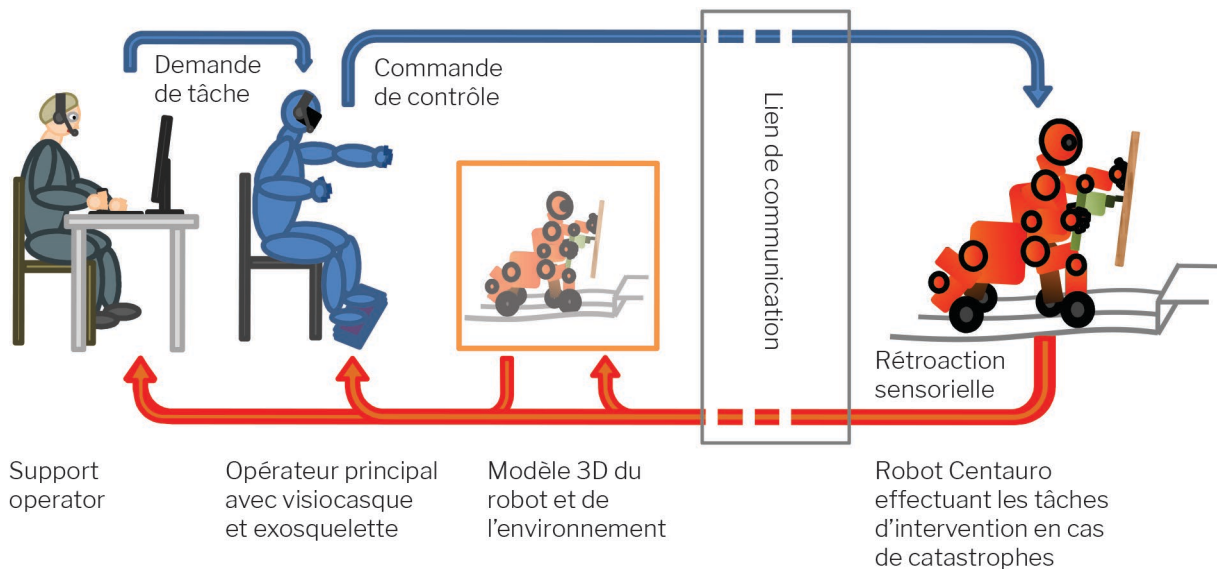 Demande
de tâche
Commande
de contrôle
Lien de communication
Rétroaction
sensorielle
Support
operator
Opérateur principal
avec visiocasque
et exosquelette
Modèle 3D du
robot et de
l’environnement
Robot Centauro
effectuant les tâches
d’intervention en cas
de catastrophes